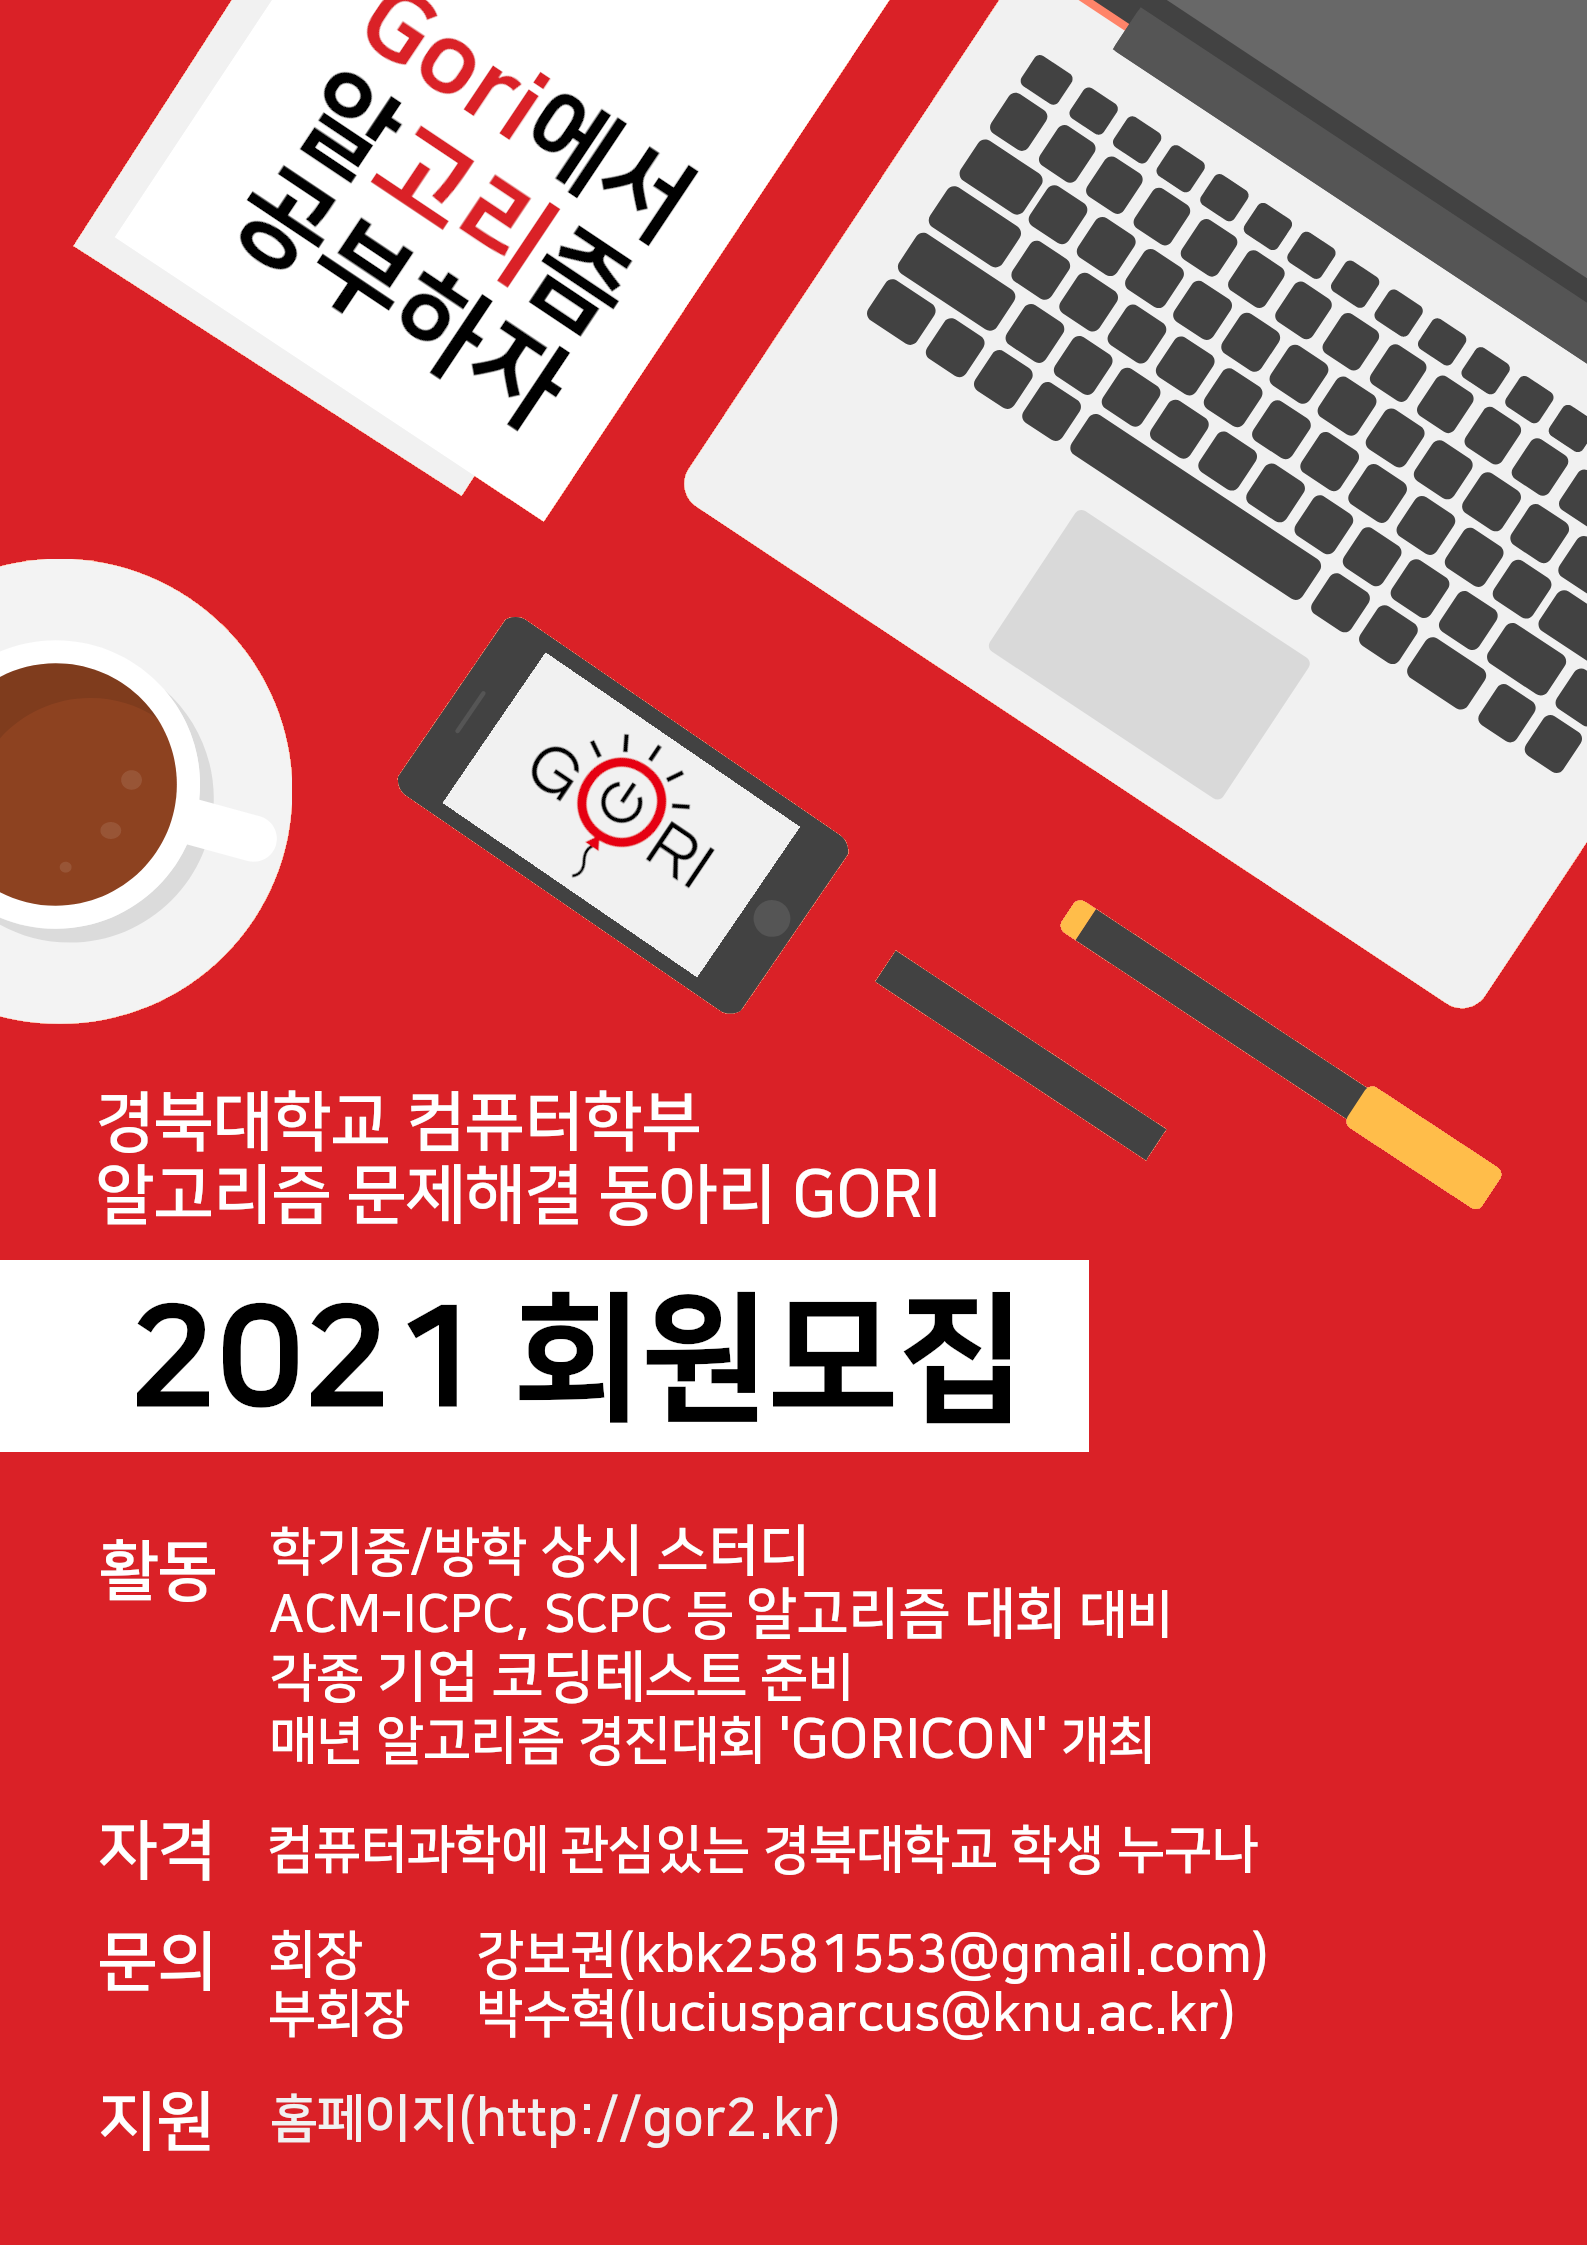 Gori에서
알고리즘
공부하자
GORI
경북대학교 컴퓨터학부
알고리즘 문제해결 동아리 GORI
2021 회원모집
활동
학기중/방학 상시 스터디
ACM-ICPC, SCPC 등 알고리즘 대회 대비
각종 기업 코딩테스트 준비
매년 알고리즘 경진대회 'GORICON' 개최
자격 컴퓨터과학에 관심있는 경북대학교 학생 누구나
문의 회장 강보권(kbk2581553@gmail.com)
부회장 박수혁(luciusparcus@knu.ac.kr)
지원 홈페이지(http://gor2.kr)